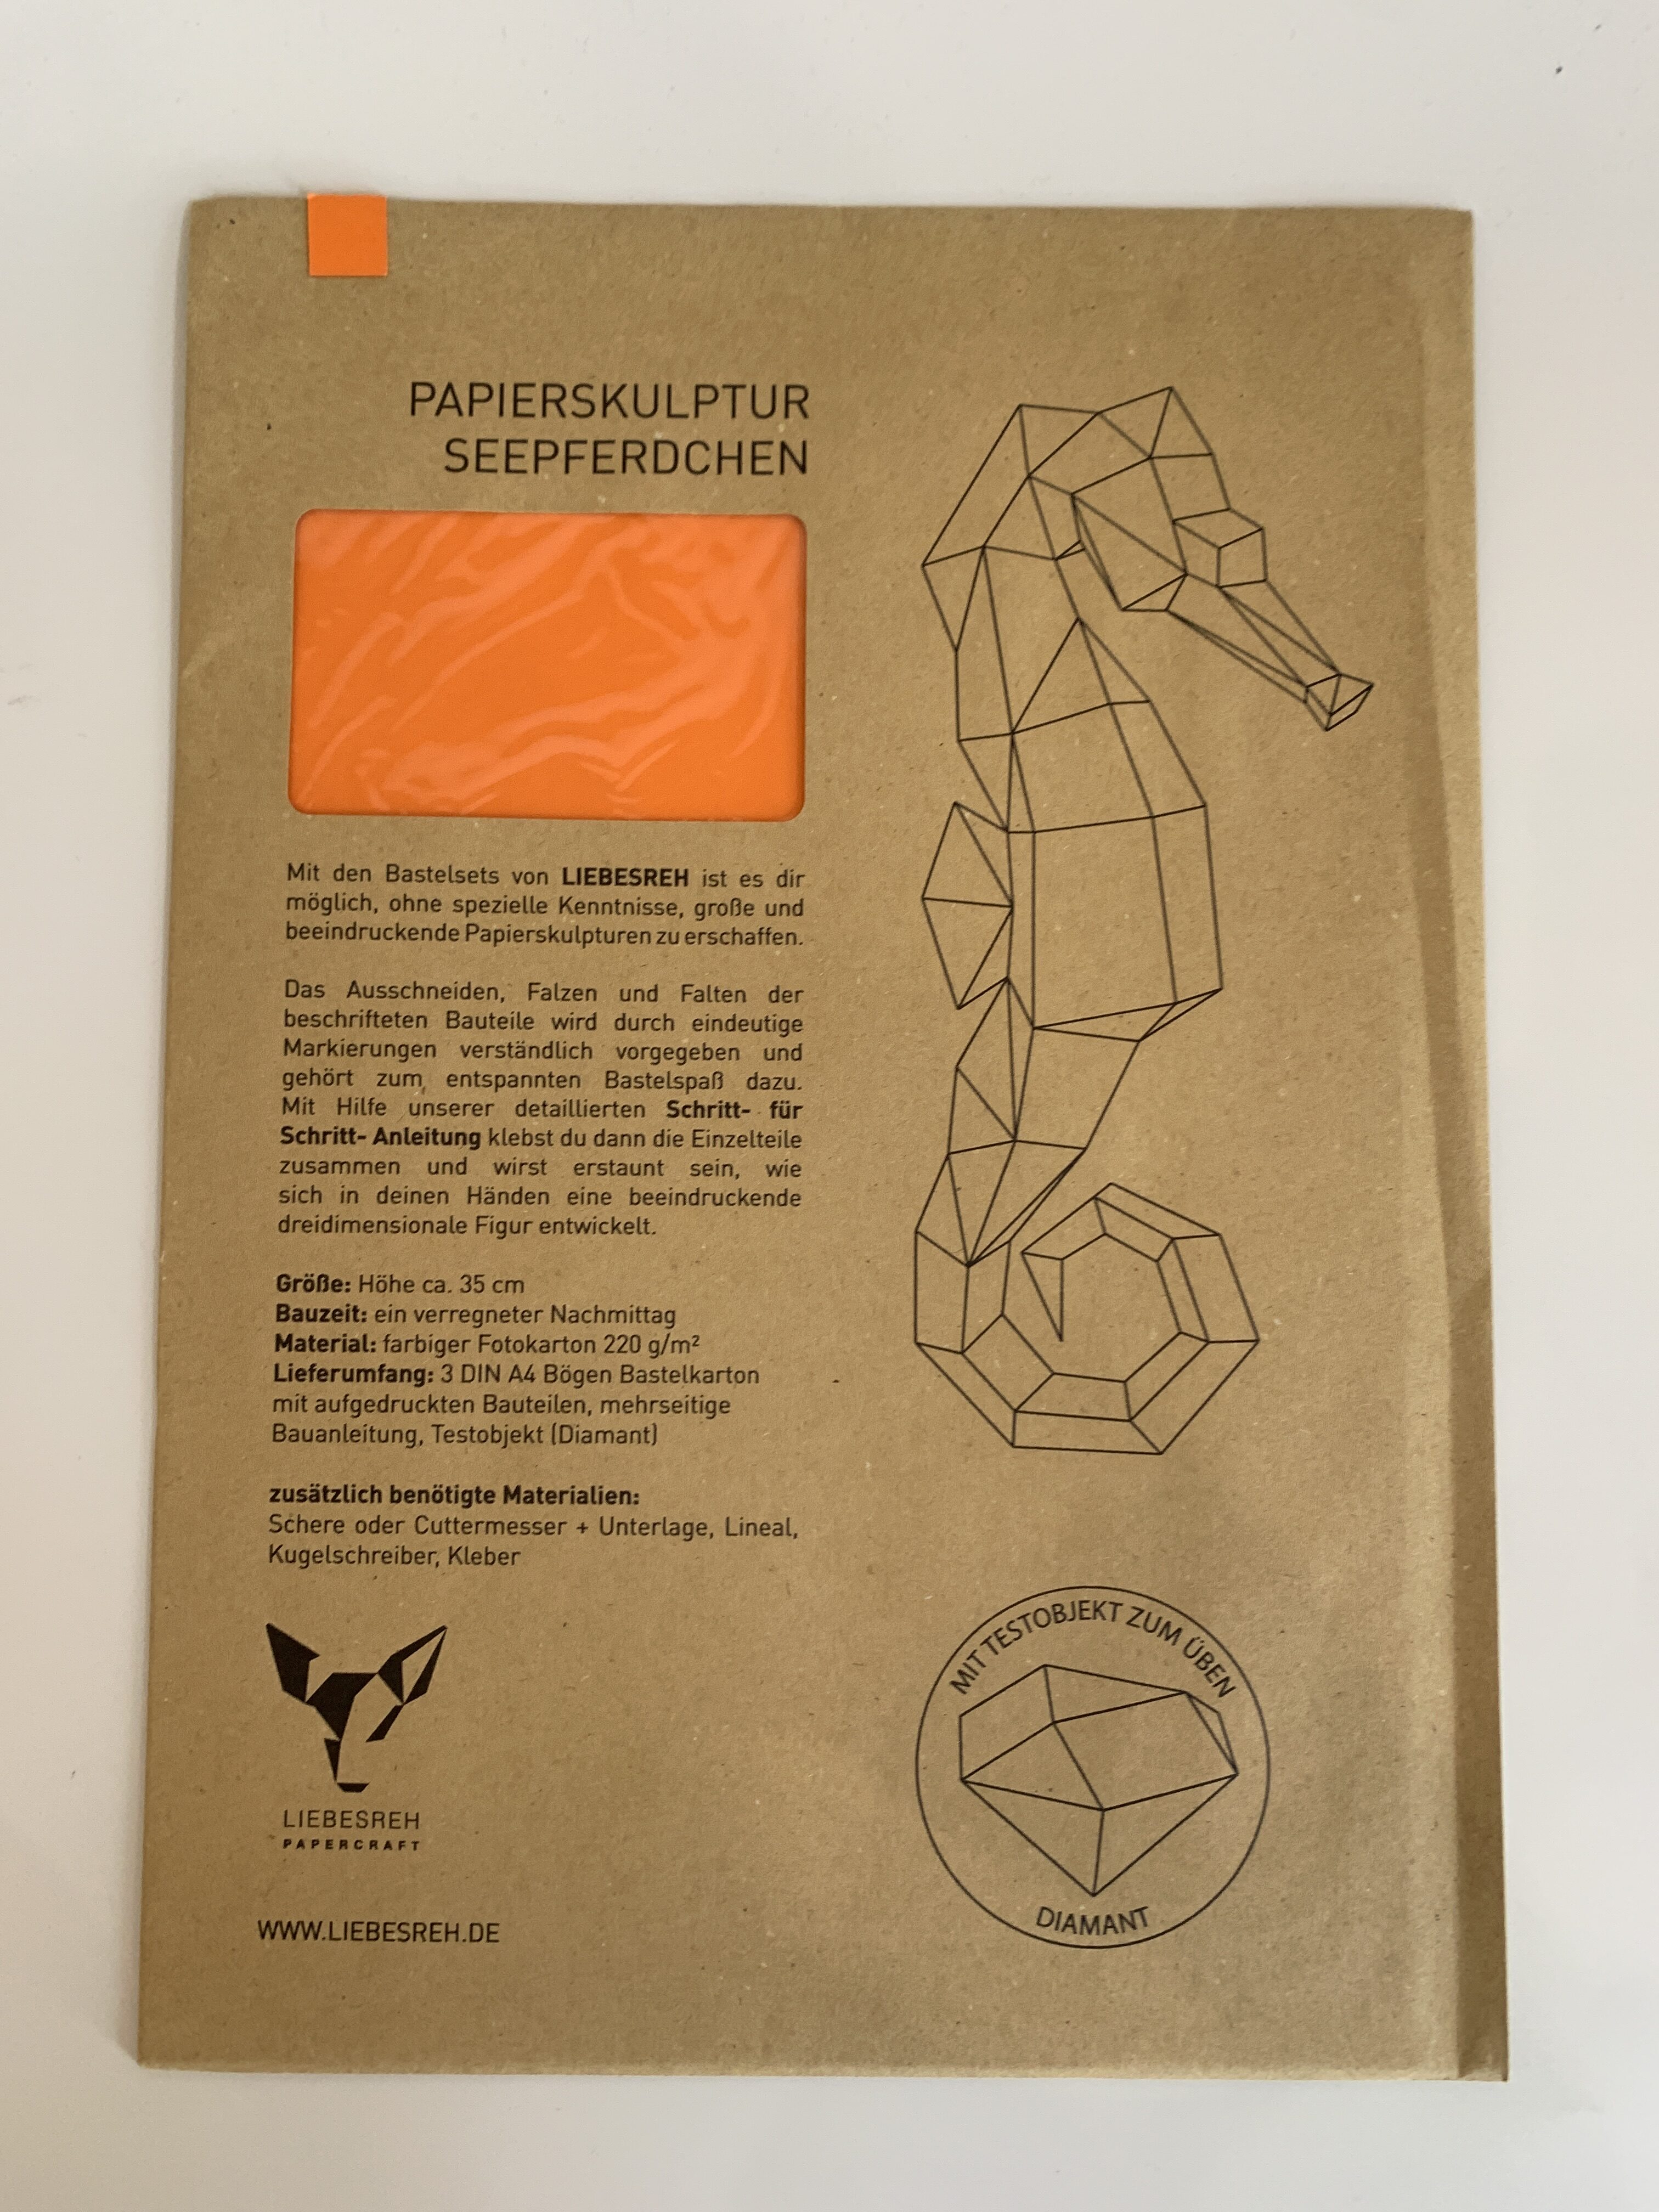 PAPIERSKULPTUR
SEEPFERDCHEN
Mit den Bastelsets von LIEBESREH ist es dir
möglich, ohne spezielle Kenntnisse, große und
beeindruckende Papierskulpturen zu erschaffen.
Das Ausschneiden, Falzen und Falten der
beschrifteten Bauteile wird durch eindeutige
Markierungen verständlich vorgegeben und
gehört zum entspannten Bastelspaß dazu.
Mit Hilfe unserer detaillierten Schritt- für
Schritt- Anleitung klebst du dann die Einzelteile
zusammen und wirst erstaunt sein, wie
sich in deinen Händen eine beeindruckende
dreidimensionale Figur entwickelt.
Größe: Höhe ca. 35 cm
Bauzeit: ein verregneter Nachmittag
Material: farbiger Fotokarton 220 g/m²
Lieferumfang: 3 DIN A4 Bögen Bastelkarton
mit aufgedruckten Bauteilen, mehrseitige
Bauanleitung, Testobjekt (Diamant)
zusätzlich benötigte Materialien:
Schere oder Cuttermesser + Unterlage, Lineal,
Kugelschreiber, Kleber
LIEBESREH
PAPERCRAFT
WWW.LIEBESREH.DE
MIT TESTOBJEKT ZUM ÜBEN
DIAMANT